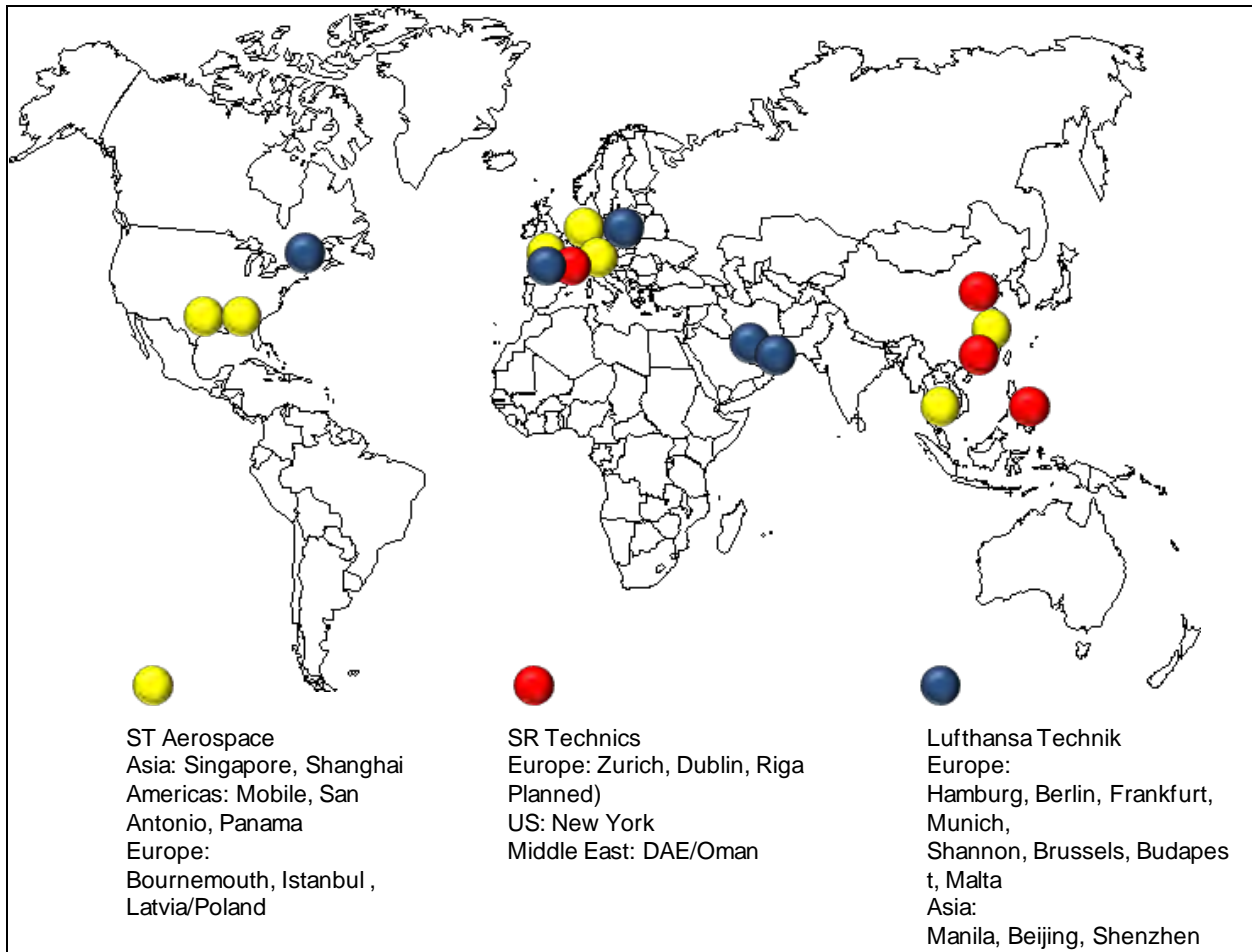 ST Aerospace
Asia: Singapore, Shanghai
Americas: Mobile, San
Antonio, Panama
Europe:
Bournemouth, Istanbul ,
Latvia/Poland
SR Technics
Europe: Zurich, Dublin, Riga
Planned)
US: New York
Middle East: DAE/Oman
Lufthansa Technik
Europe:
Hamburg, Berlin, Frankfurt,
Munich,
Shannon, Brussels, Budapes
t, Malta
Asia:
Manila, Beijing, Shenzhen